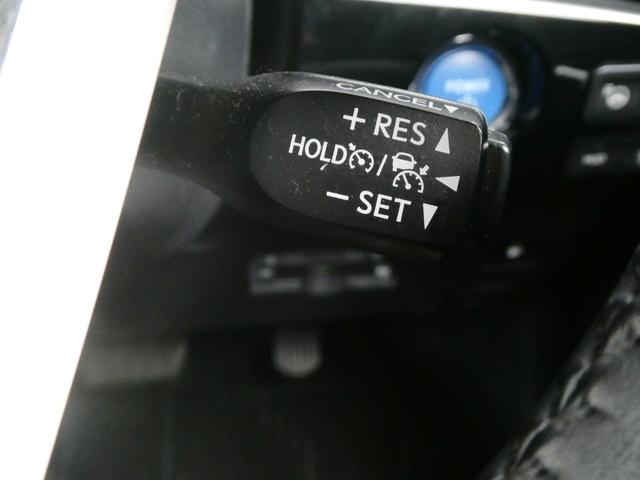 CANCEL▼
+ RES ▲
HOLD / ◀
− SET ▼
POWER